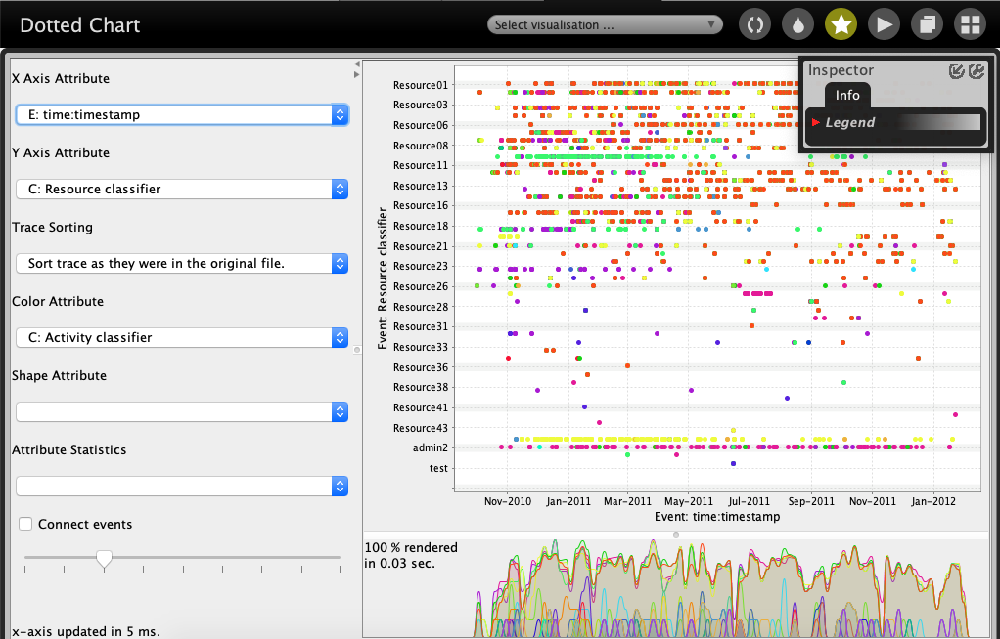 Dotted Chart
Select visualisation ...
X Axis Attribute
E: time:timestamp
Y Axis Attribute
C: Resource classifier
Trace Sorting
Sort trace as they were in the original file.
Color Attribute
C: Activity classifier
Shape Attribute
Attribute Statistics
Connect events
x-axis updated in 5 ms.
Inspector
Info
Legend
Event: Resource classifier
Resource01
Resource03
Resource06
Resource08
Resource11
Resource13
Resource16
Resource18
Resource21
Resource23
Resource26
Resource28
Resource31
Resource33
Resource36
Resource38
Resource41
Resource43
admin2
test
Nov-2010 Jan-2011 Mar-2011 May-2011 Jul-2011 Sep-2011 Nov-2011 Jan-2012
Event: time:timestamp
100 % rendered
in 0.03 sec.